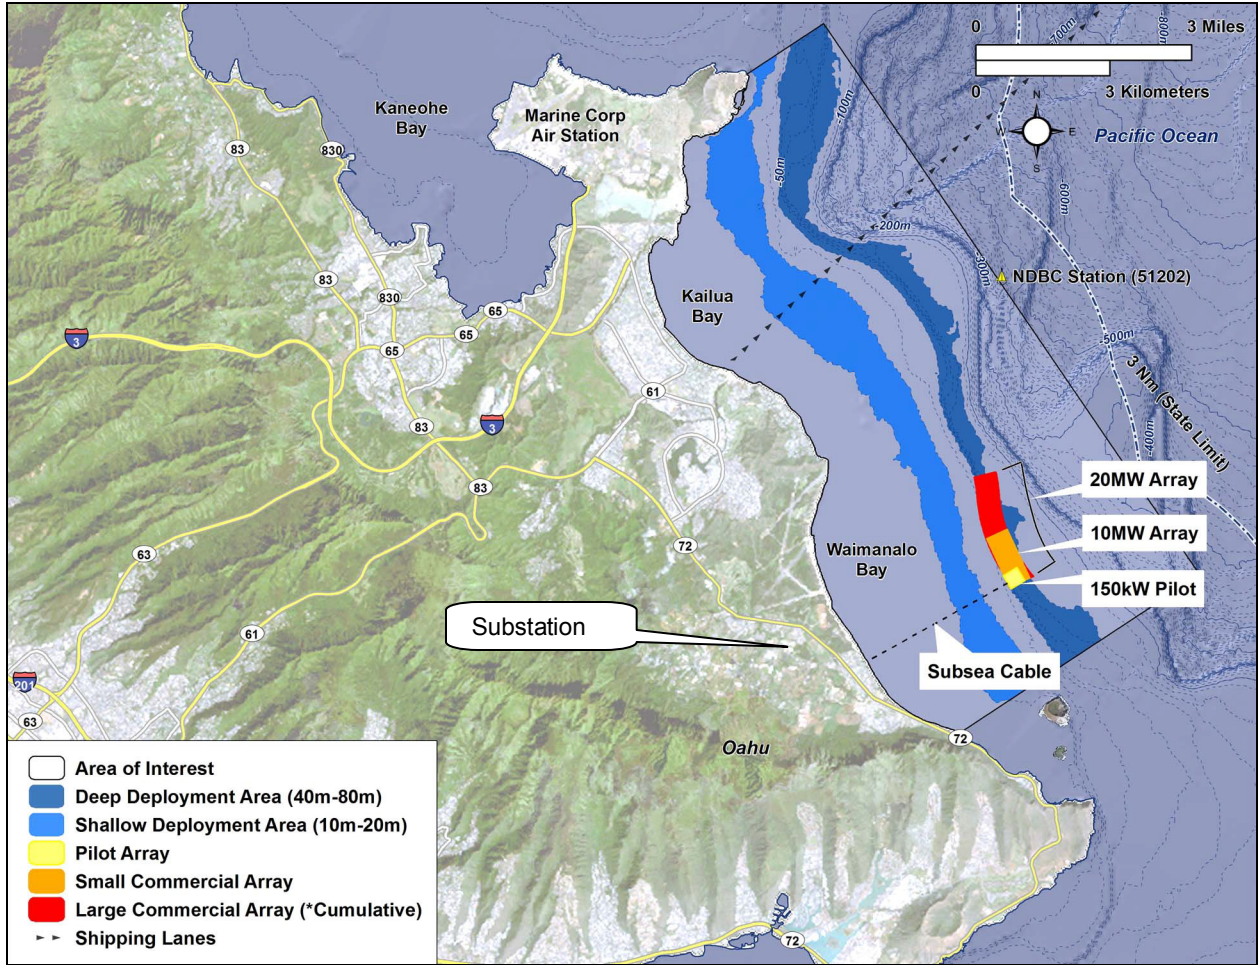 0 3 Miles
0 3 Kilometers
N
W E
S
Pacific Ocean
-700m
-800m
Kaneohe
Bay
Marine Corp
Air Station
-100m
-50m
-200m
600m
-300m
NDBC Station (51202)
-500m
3 Nm (State Limit)
-400m
83
830
83
830
65
65
65
3
Kailua
Bay
61
83
3
83
72
63
61
20MW Array
10MW Array
150kW Pilot
Waimanalo
Bay
Substation
Subsea Cable
201
63
72
Oahu
72
Area of Interest
Deep Deployment Area (40m-80m)
Shallow Deployment Area (10m-20m)
Pilot Array
Small Commercial Array
Large Commercial Array (*Cumulative)
Shipping Lanes